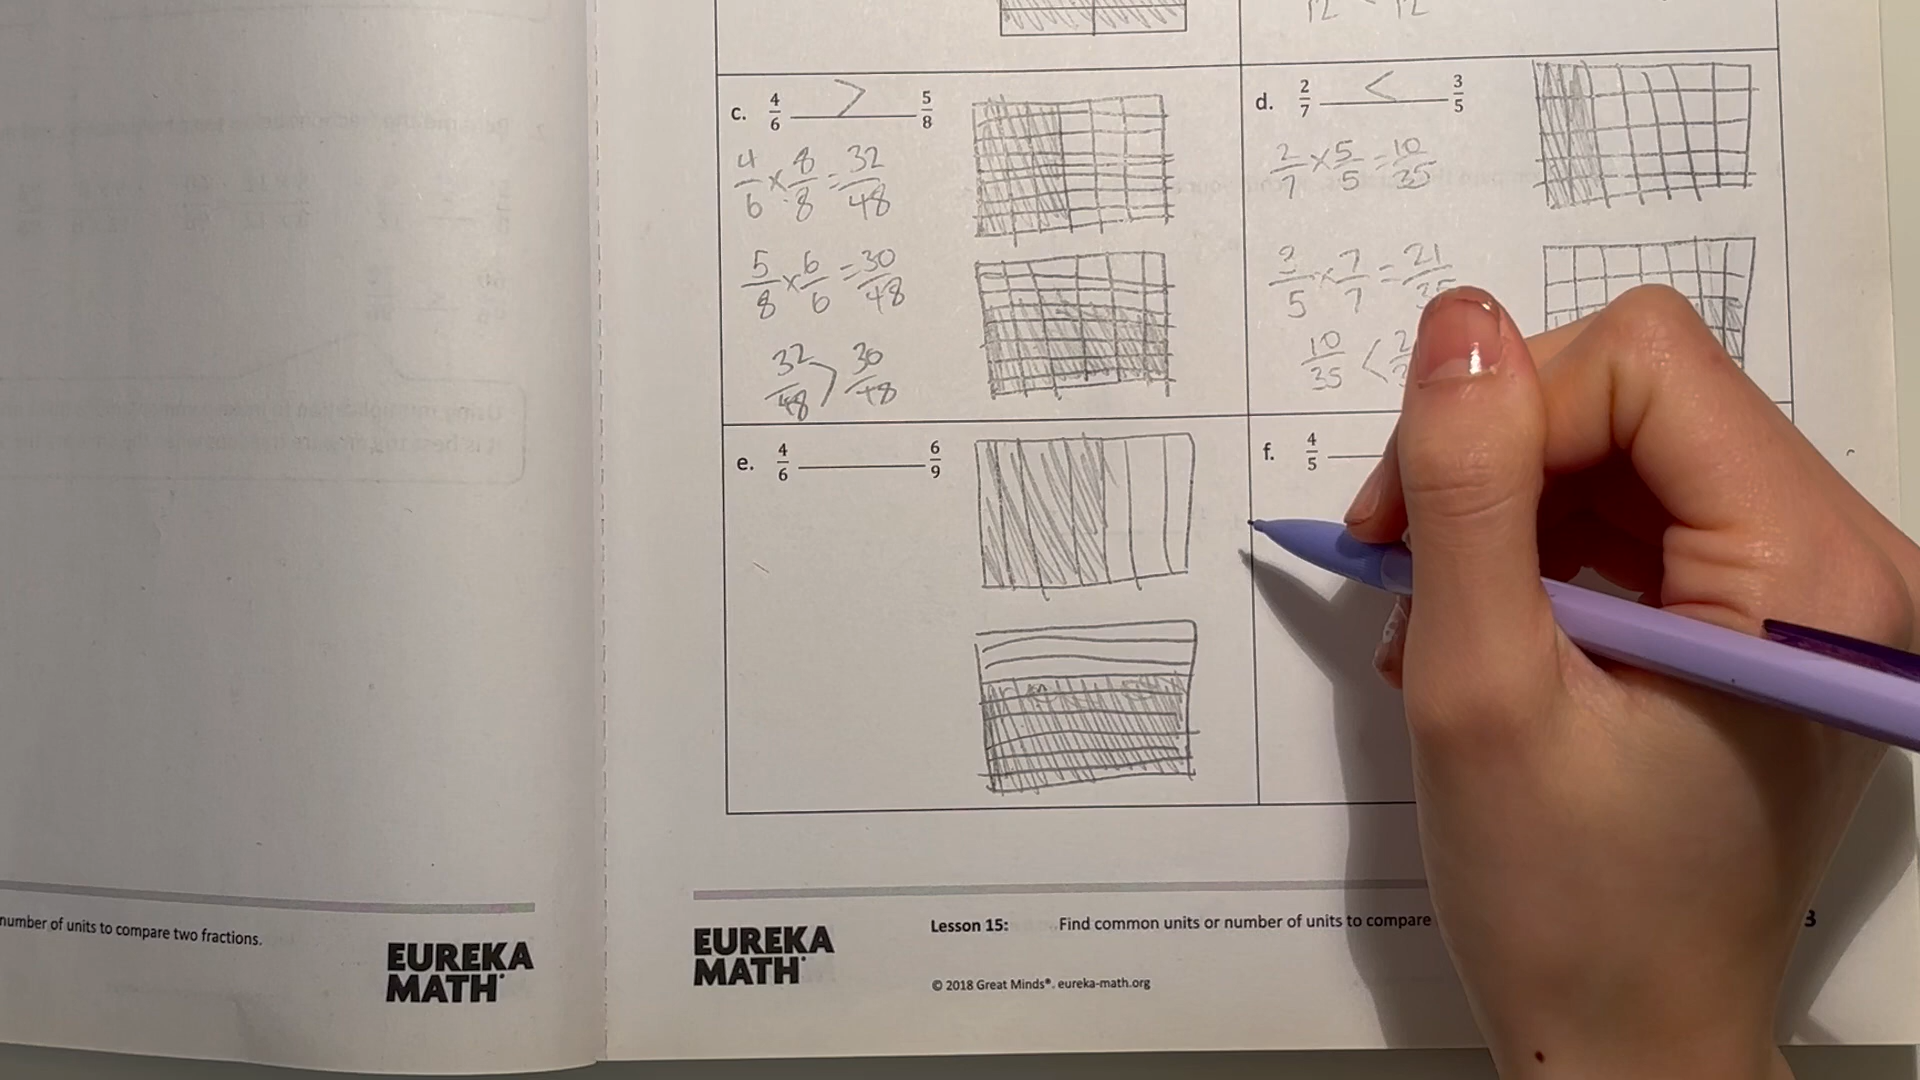 c. 4/6 > 5/8
4/6 × 8/8 = 32/48
5/8 × 6/6 = 30/48
32/48 > 30/48
d. 2/7 < 3/5
2/7 × 5/5 = 10/35
3/5 × 7/7 = 21/35
10/35 <
e. 4/6 ______ 6/9
f. 4/5
number of units to compare two fractions.
EUREKA
MATH
EUREKA
MATH
Lesson 15: Find common units or number of units to compare
© 2018 Great Minds®. eureka-math.org
3